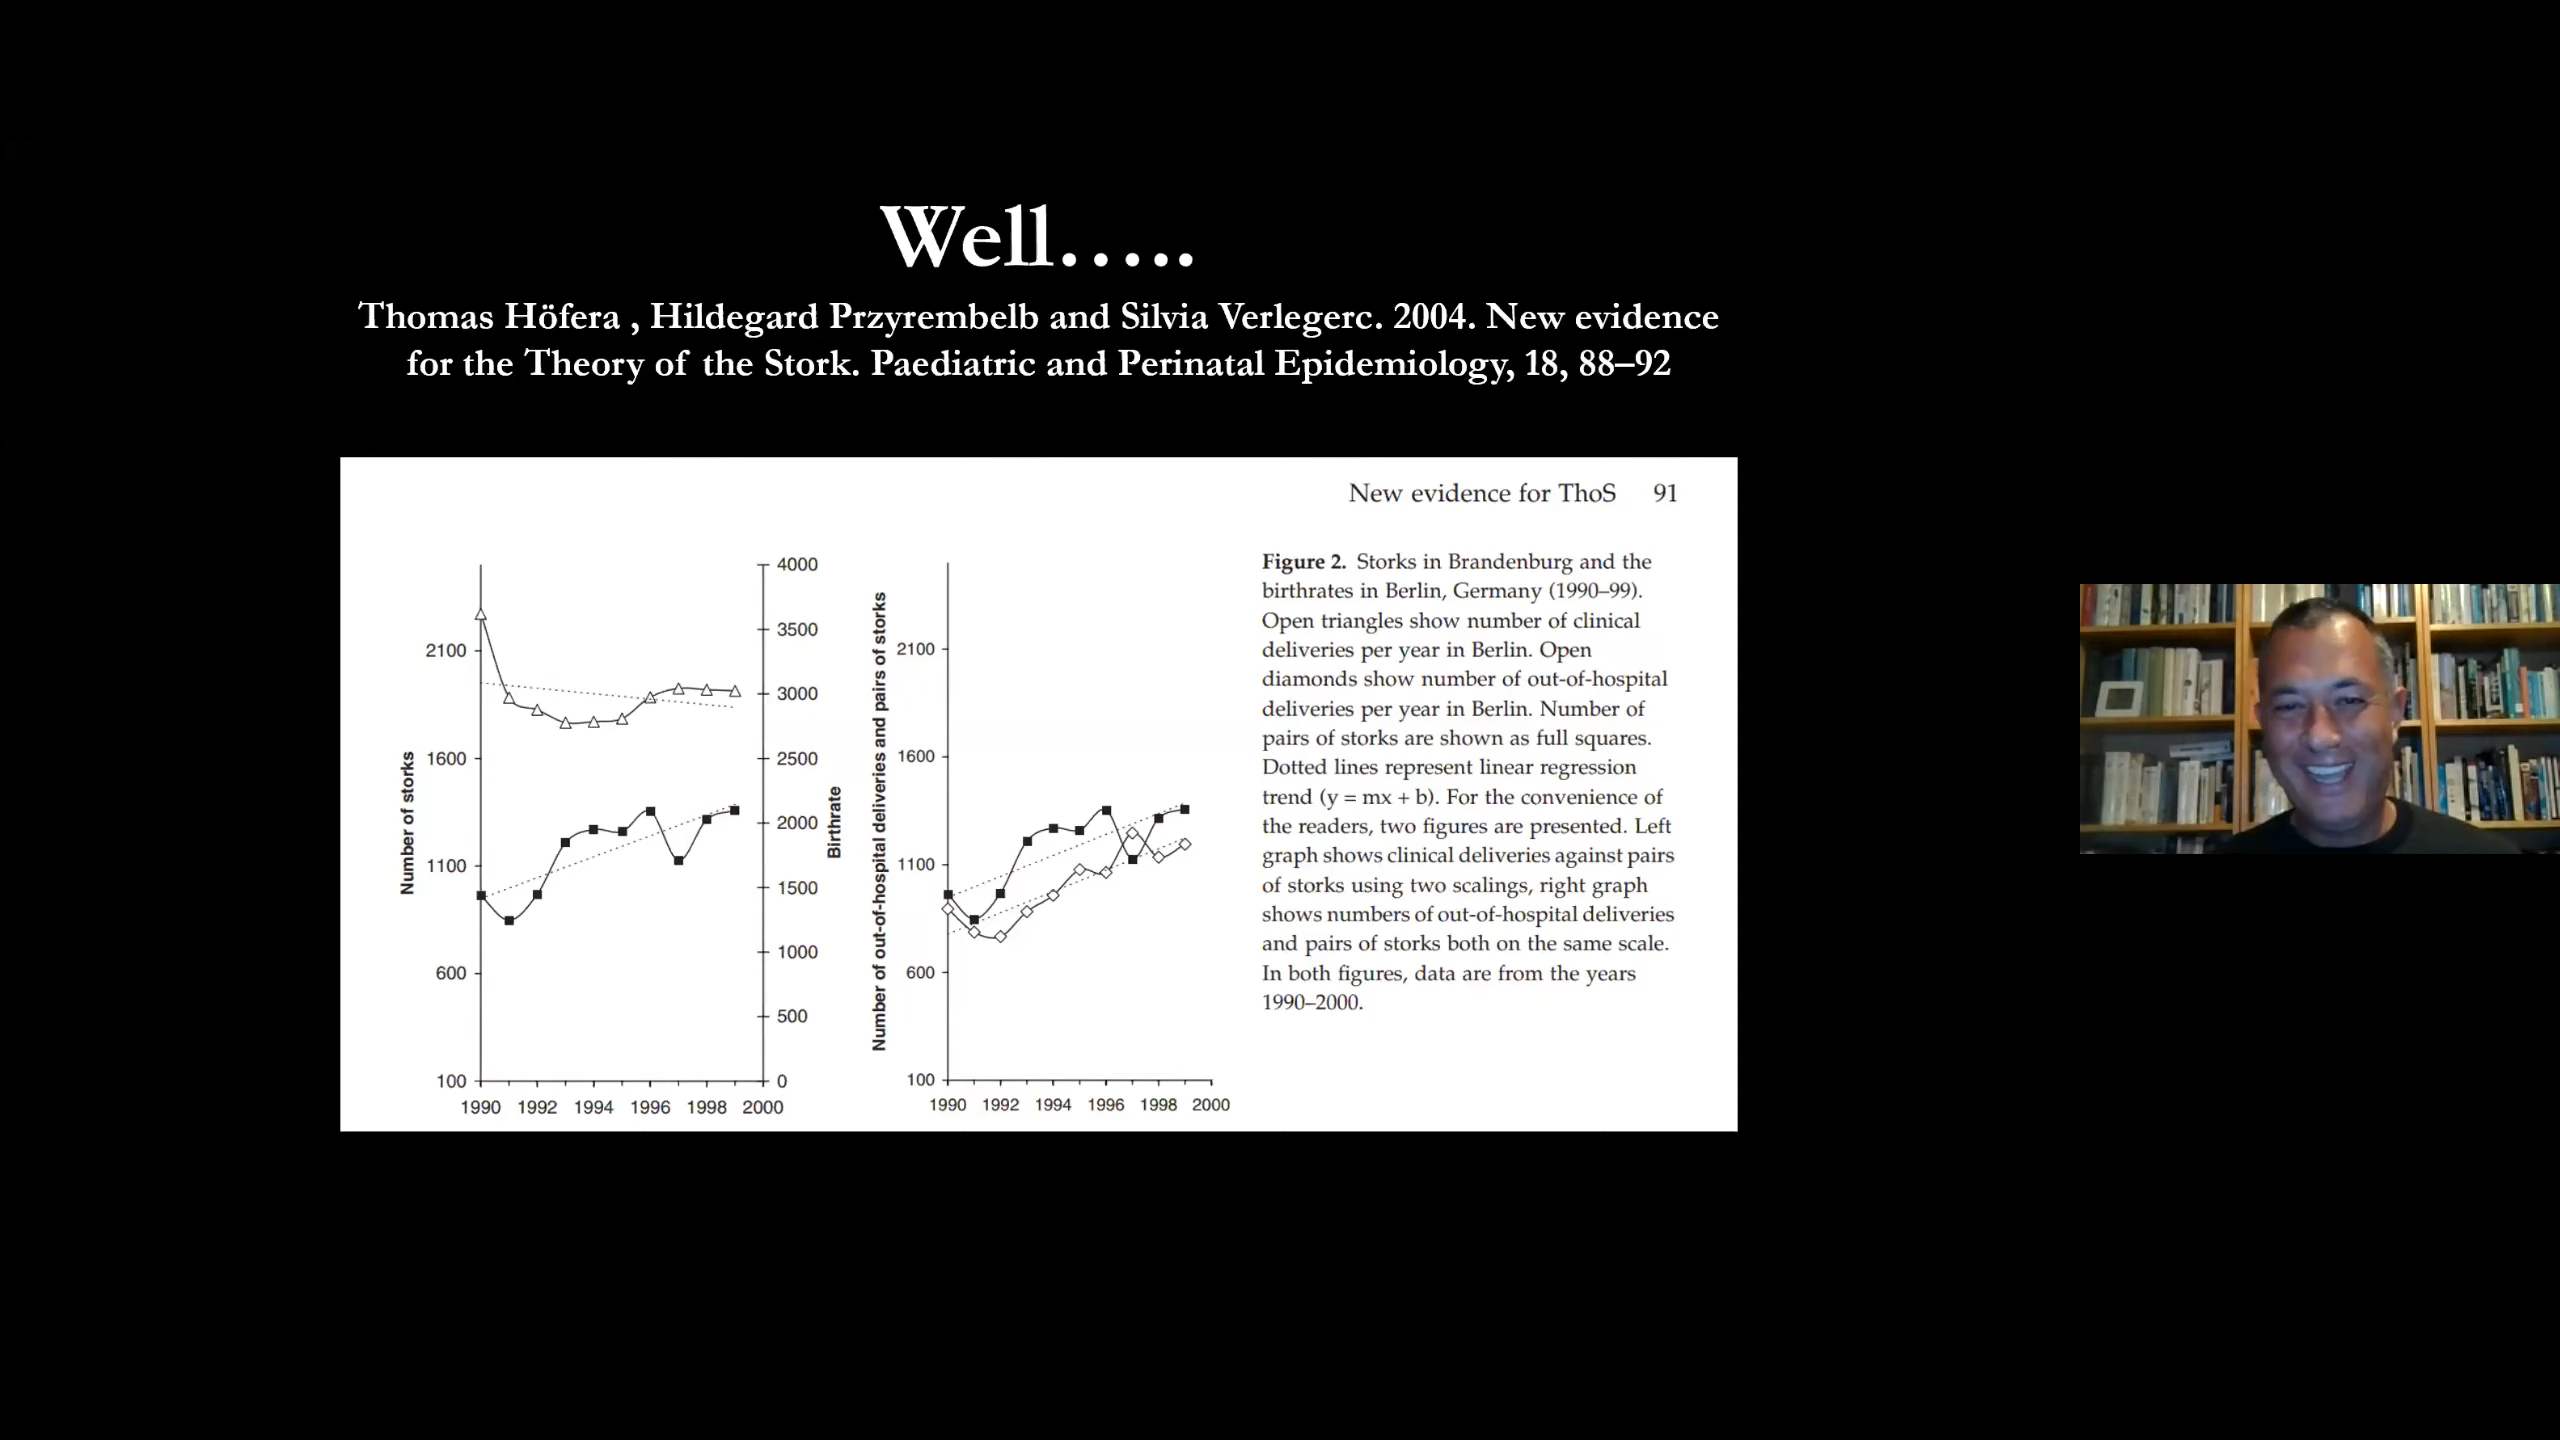 Well.....
Thomas Höfera , Hildegard Przyrembelb and Silvia Verlegerc. 2004. New evidence
for the Theory of the Stork. Paediatric and Perinatal Epidemiology, 18, 88–92
New evidence for ThoS 91
Number of storks
2100
1600
1100
600
100
4000
3500
3000
2500
2000
1500
1000
500
0
Birthrate
1990 1992 1994 1996 1998 2000
Number of out-of-hospital deliveries and pairs of storks
2100
1600
1100
600
100
1990 1992 1994 1996 1998 2000
Figure 2. Storks in Brandenburg and the
birthrates in Berlin, Germany (1990–99).
Open triangles show number of clinical
deliveries per year in Berlin. Open
diamonds show number of out-of-hospital
deliveries per year in Berlin. Number of
pairs of storks are shown as full squares.
Dotted lines represent linear regression
trend (y = mx + b). For the convenience of
the readers, two figures are presented. Left
graph shows clinical deliveries against pairs
of storks using two scalings, right graph
shows numbers of out-of-hospital deliveries
and pairs of storks both on the same scale.
In both figures, data are from the years
1990–2000.